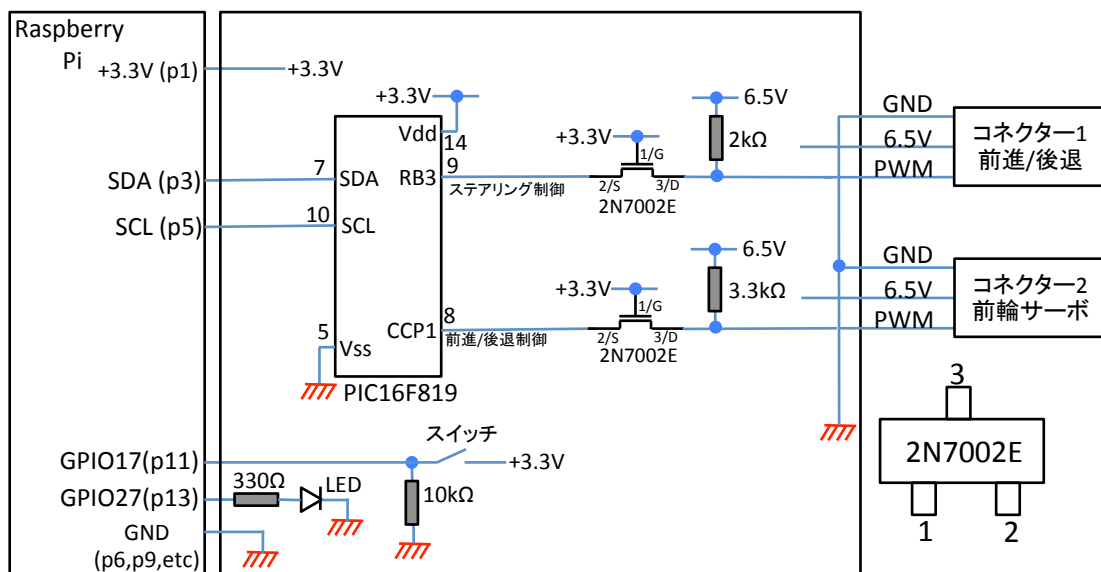 Raspberry
Pi
+3.3V (p1)
+3.3V
SDA (p3)
SCL (p5)
+3.3V
Vdd
14
7
SDA
10
SCL
9
RB3
ステアリング制御
8
CCP1
前進/後退制御
5
Vss
PIC16F819
+3.3V
1/G
2/S
3/D
2N7002E
6.5V
2kΩ
+3.3V
1/G
2/S
3/D
2N7002E
6.5V
3.3kΩ
GND
6.5V
PWM
コネクター1
前進/後退
GND
6.5V
PWM
コネクター2
前輪サーボ
GPIO17(p11)
スイッチ
+3.3V
10kΩ
GPIO27(p13)
330Ω
LED
GND
(p6,p9,etc)
3
2N7002E
1
2